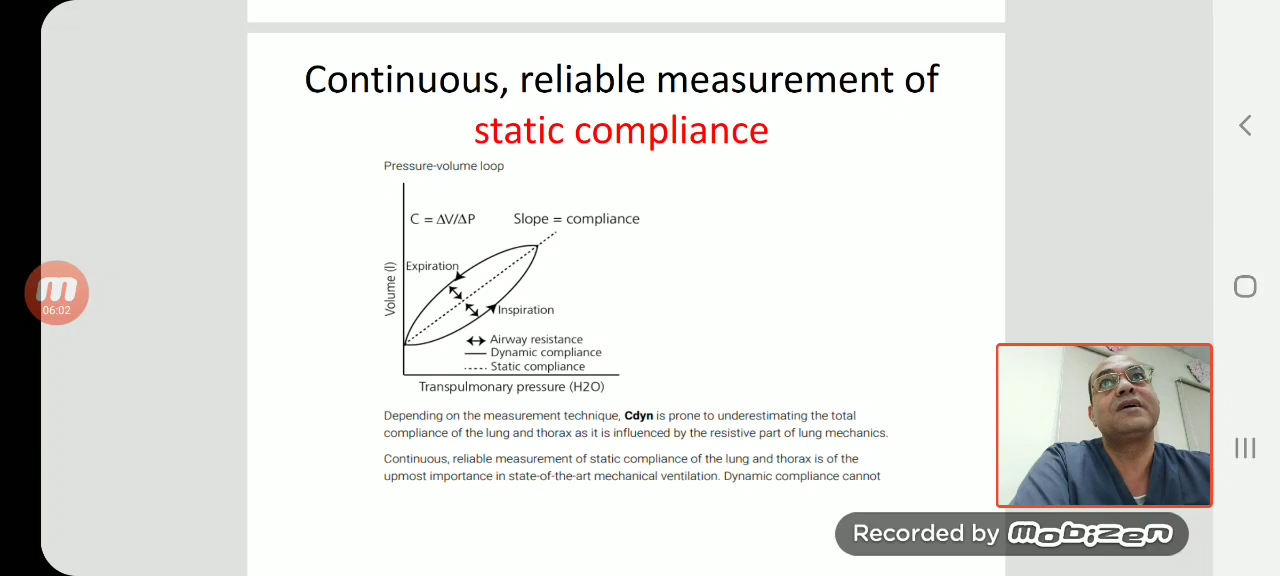 Continuous, reliable measurement of
static compliance
Pressure-volume loop
C = ΔV/ΔP
Slope = compliance
Expiration
Volume (l)
Inspiration
Airway resistance
Dynamic compliance
Static compliance
Transpulmonary pressure (H2O)
Depending on the measurement technique, Cdyn is prone to underestimating the total
compliance of the lung and thorax as it is influenced by the resistive part of lung mechanics.
Continuous, reliable measurement of static compliance of the lung and thorax is of the
upmost importance in state-of-the-art mechanical ventilation. Dynamic compliance cannot
06:02
Recorded by mobizen